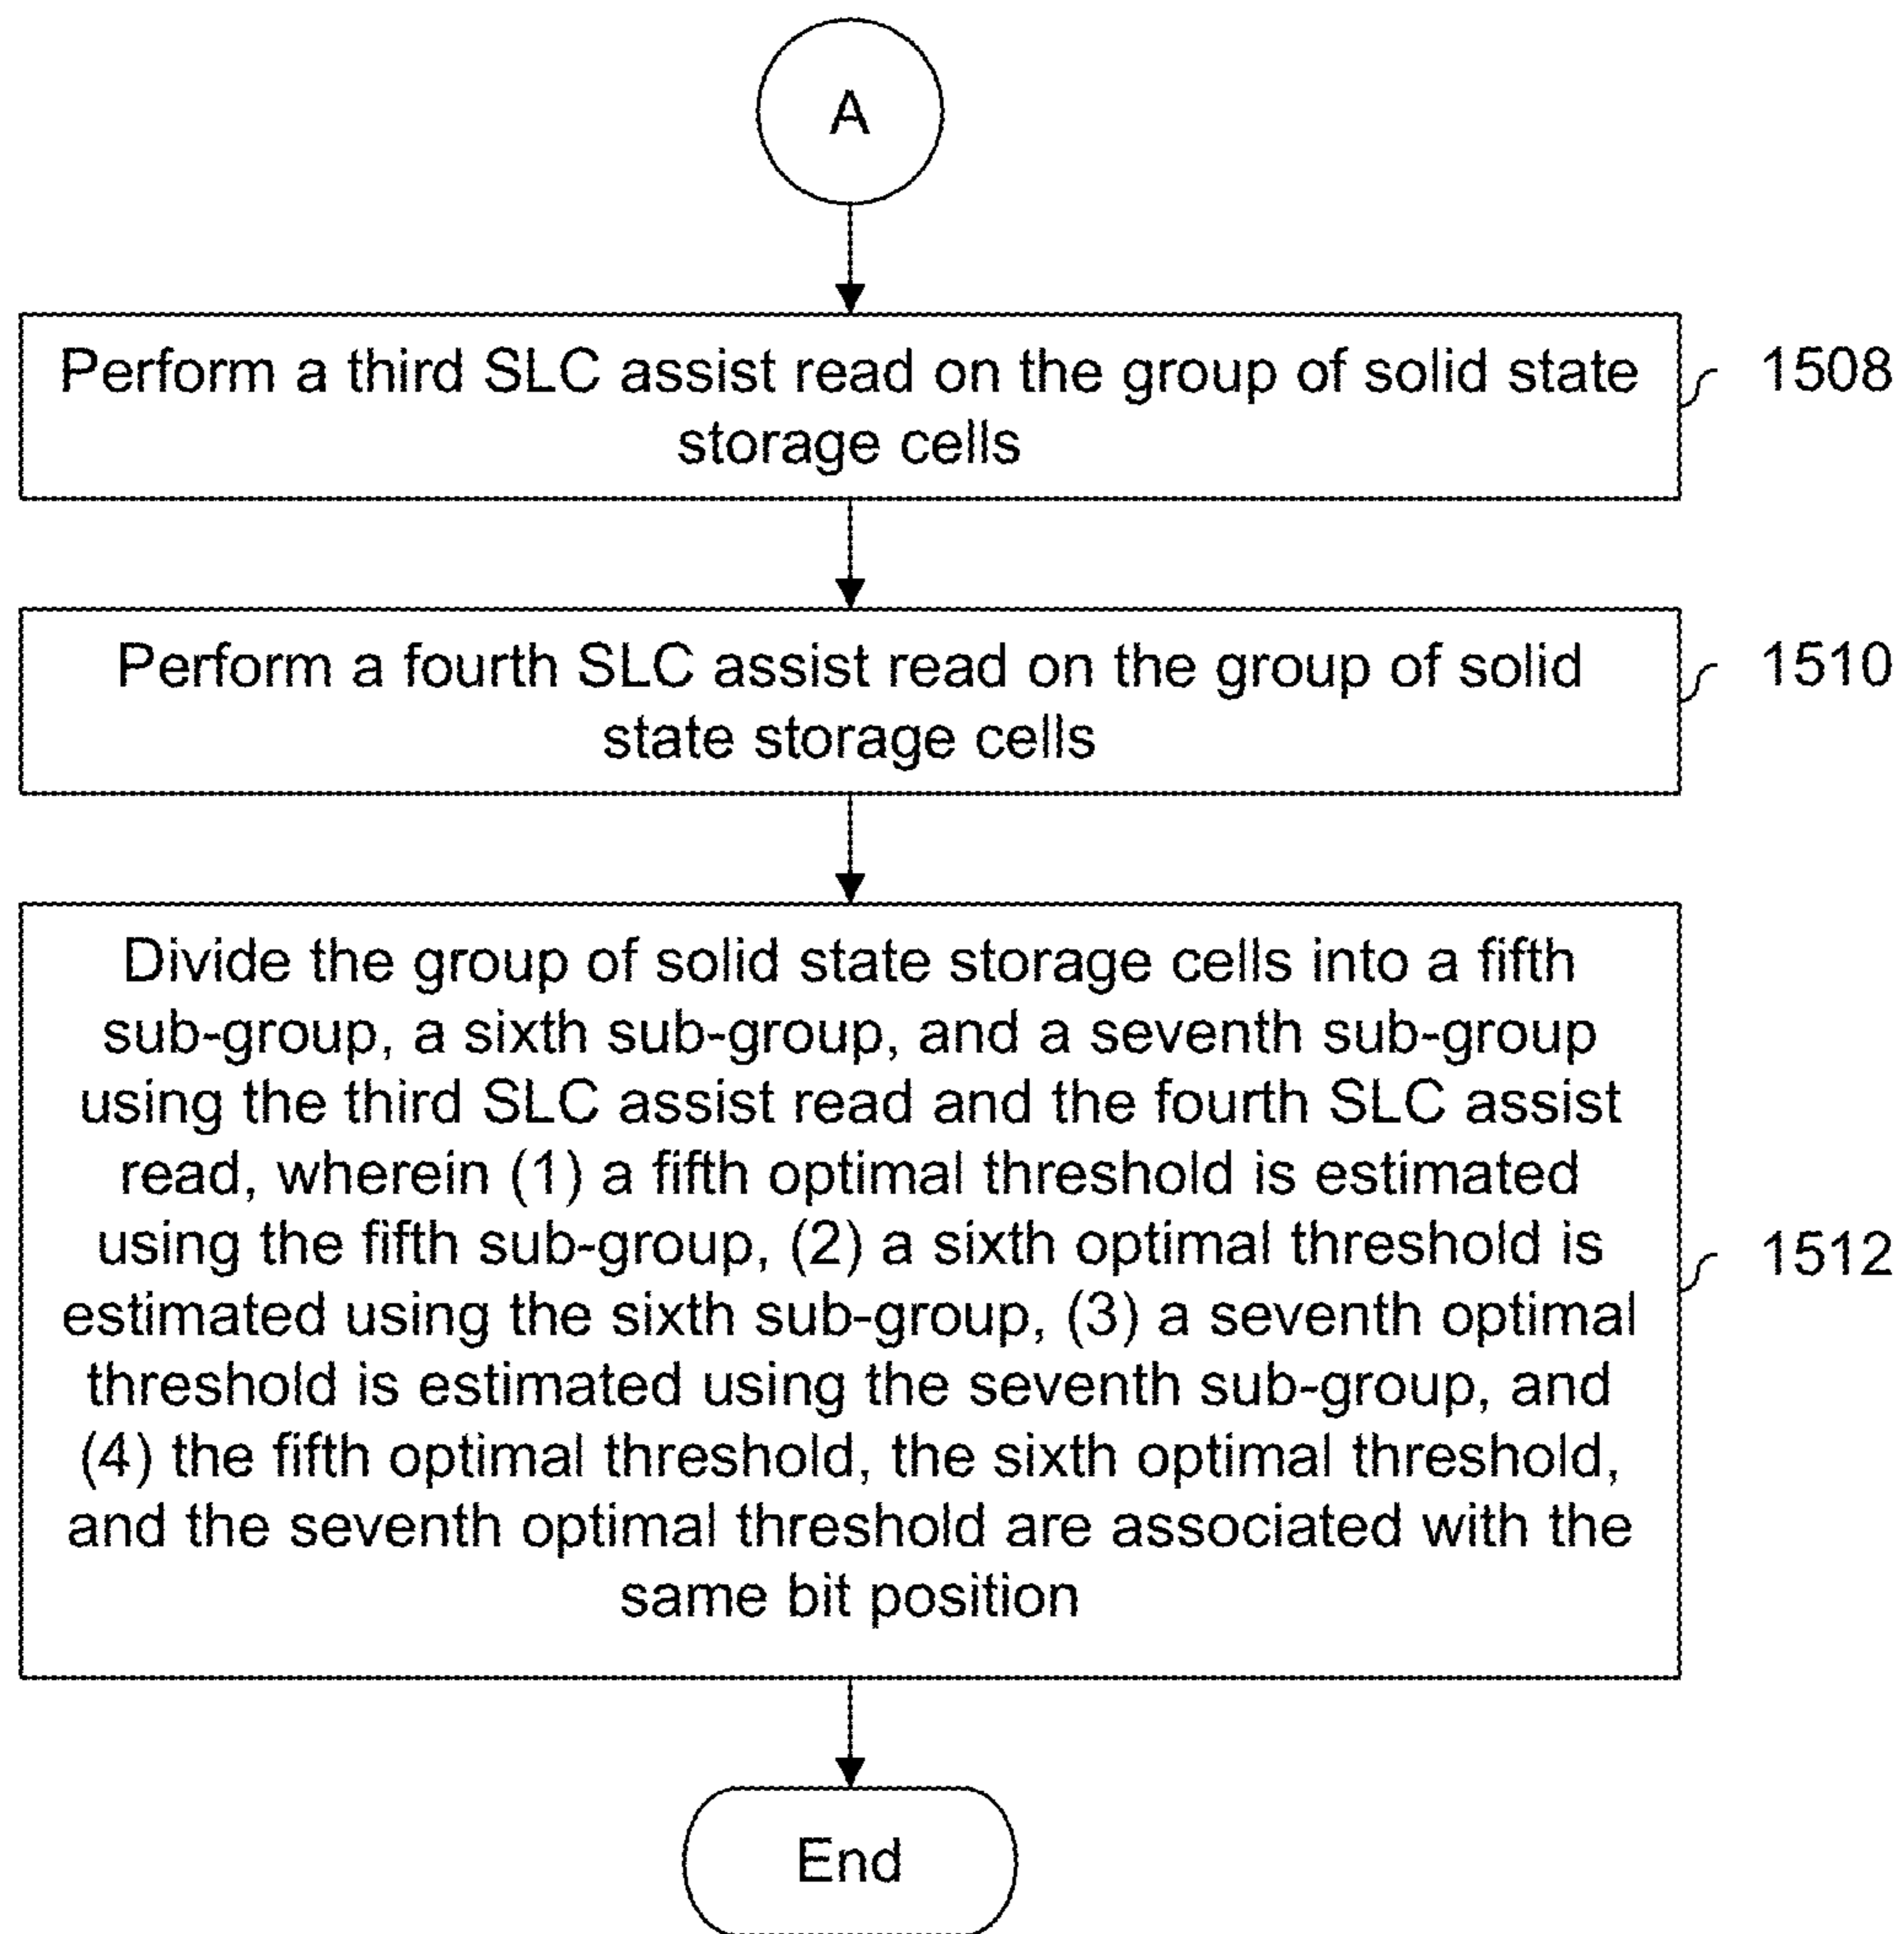 A
Perform a third SLC assist read on the group of solid state
storage cells
1508
Perform a fourth SLC assist read on the group of solid
state storage cells
1510
Divide the group of solid state storage cells into a fifth
sub-group, a sixth sub-group, and a seventh sub-group
using the third SLC assist read and the fourth SLC assist
read, wherein (1) a fifth optimal threshold is estimated
using the fifth sub-group, (2) a sixth optimal threshold is
estimated using the sixth sub-group, (3) a seventh optimal
threshold is estimated using the seventh sub-group, and
(4) the fifth optimal threshold, the sixth optimal threshold,
and the seventh optimal threshold are associated with the
same bit position
1512
End